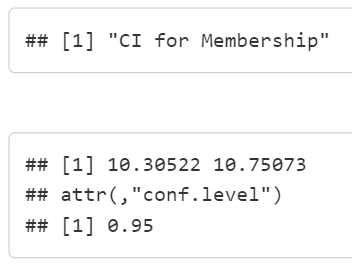 ## [1] "CI for Membership"
## [1] 10.30522 10.75073
## attr(,"conf.level")
## [1] 0.95